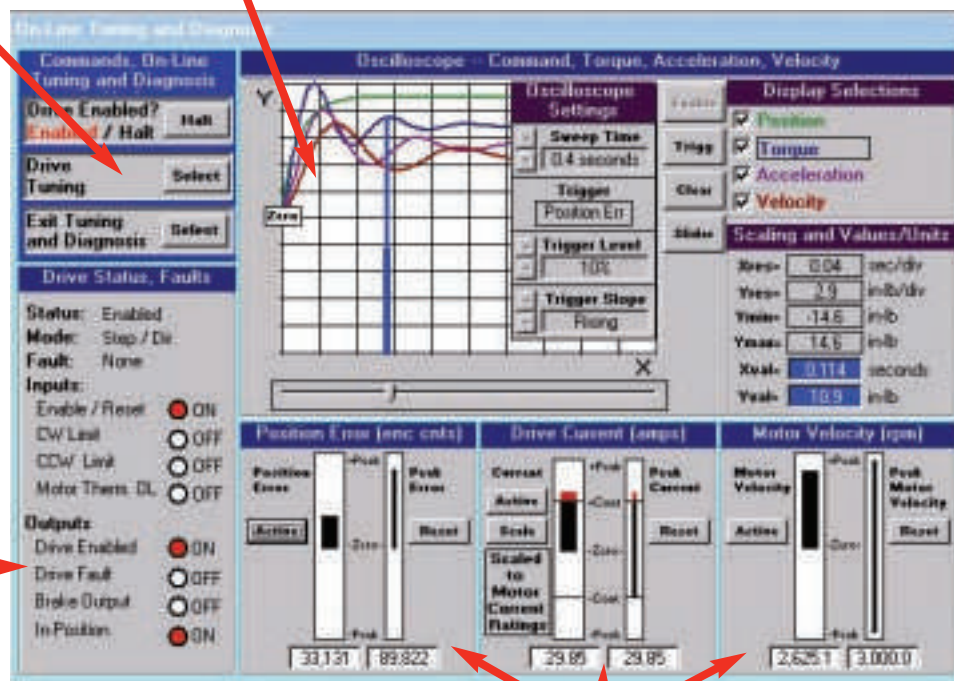 On-Line Tuning and Diagnosis
Commands, On-Line
Tuning and Diagnosis
Drive Enabled?
Enabled / Halt
Halt
Drive
Tuning
Select
Exit Tuning
and Diagnosis
Select
Drive Status, Faults
Status: Enabled
Mode: Step / Dir
Fault: None
Inputs:
Enable / Reset ON
CW Limit OFF
CCW Limit OFF
Motor Therm. OL OFF
Outputs
Drive Enabled ON
Drive Fault OFF
Brake Output OFF
In-Position ON
Oscilloscope -- Command, Torque, Acceleration, Velocity
Y
Zero
X
Oscilloscope
Settings
Sweep Time
0.4 seconds
Trigger
Position Err
Trigger Level
10%
Trigger Slope
Rising
Trigg
Clear
Slider
Display Selections
Position
Torque
Acceleration
Velocity
Scaling and Values/Units
Xres= 0.04 sec/div
Yres= 2.9 in-lb/div
Ymin= -14.6 in-lb
Ymax= 14.6 in-lb
Xval= 0.114 seconds
Yval= 10.9 in-lb
Position Error (enc cnts)
Position
Error
Active
+Peak
-Zero-
-Peak
Peak
Error
Reset
33,131 89,822
Drive Current (amps)
Current
Active
Scale
Scaled
to
Motor
Current
Ratings
+Peak
+Cont
-Zero-
-Cont
-Peak
Peak
Current
Reset
29.85 29.85
Motor Velocity (rpm)
Motor
Velocity
Active
+Peak
-Zero-
-Peak
Peak
Motor
Velocity
Reset
2,625.1 3,000.0